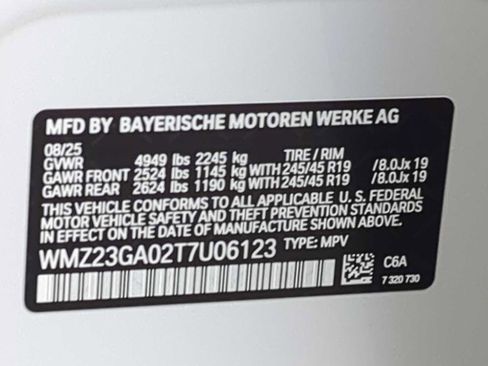 MFD BY BAYERISCHE MOTOREN WERKE AG
08/25
GVWR 4949 lbs 2245 kg TIRE / RIM
GAWR FRONT 2524 lbs 1145 kg WITH 245/45 R19 /8.0Jx 19
GAWR REAR 2624 lbs 1190 kg WITH 245/45 R19 /8.0Jx 19
THIS VEHICLE CONFORMS TO ALL APPLICABLE U. S. FEDERAL
MOTOR VEHICLE SAFETY AND THEFT PREVENTION STANDARDS
IN EFFECT ON THE DATE OF MANUFACTURE SHOWN ABOVE.
WMZ23GA02T7U06123 TYPE: MPV
C6A
7 320 730